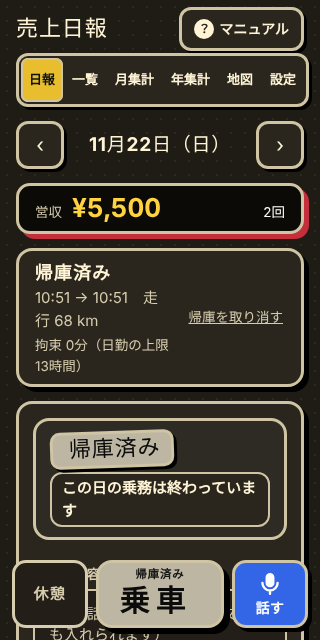 売上日報
? マニュアル
日報 一覧 月集計 年集計 地図 設定
‹ 11月22日（日） ›
営収 ¥5,500 2回
帰庫済み
10:51 → 10:51 走
行 68 km
帰庫を取り消す
拘束 0分（日勤の上限
13時間）
帰庫済み
この日の乗務は終わっていま
す
休憩
帰庫済み
乗車
話す
も入れられます）